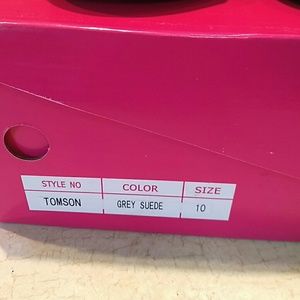 STYLE NO COLOR SIZE
TOMSON GREY SUEDE 10